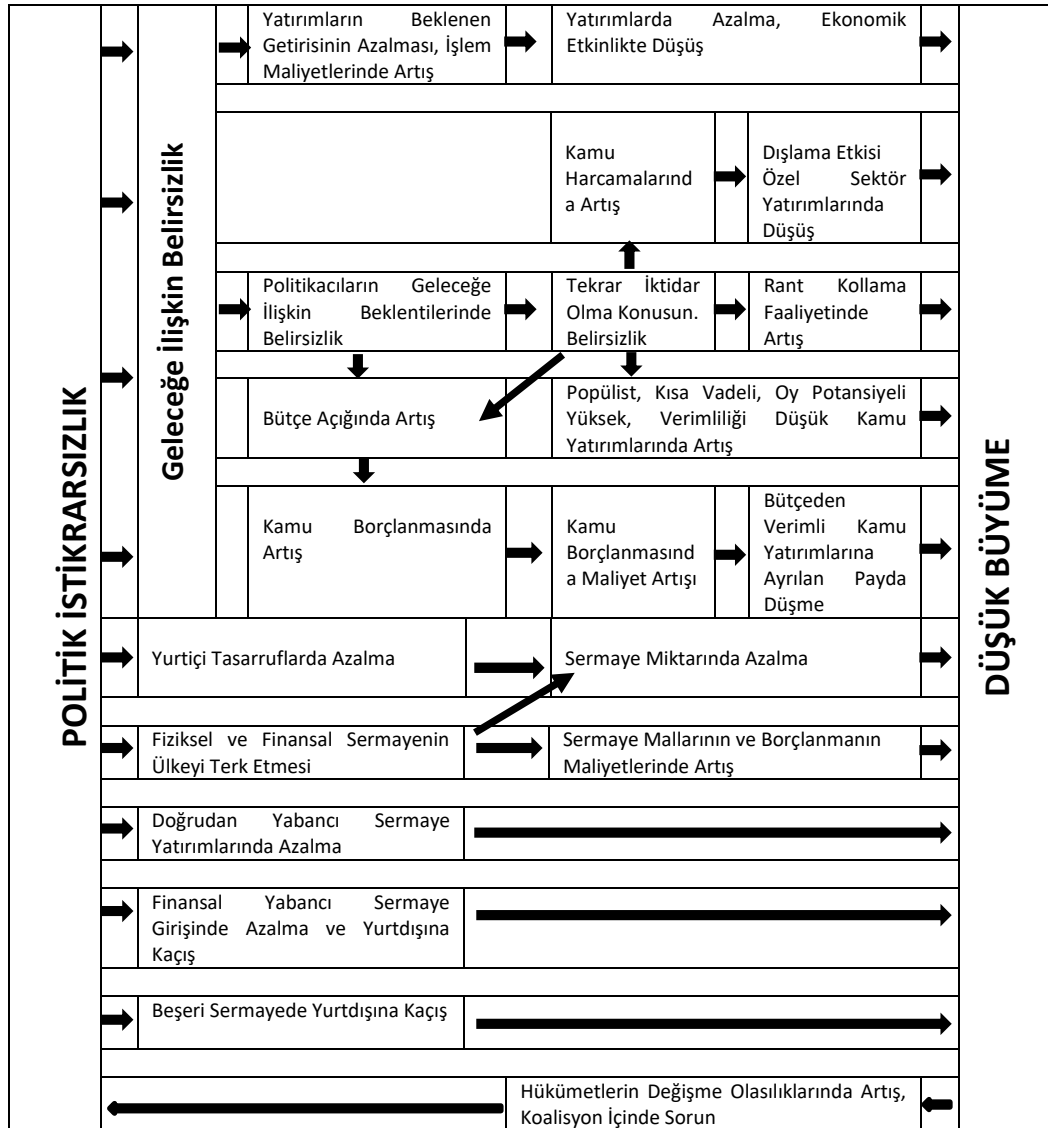 POLİTİK İSTİKRARSIZLIK
Geleceğe İlişkin Belirsizlik
Yatırımların Beklenen
Getirisinin Azalması, İşlem
Maliyetlerinde Artış
Yatırımlarda Azalma, Ekonomik
Etkinlikte Düşüş
Kamu
Harcamalarınd
a Artış
Dışlama Etkisi
Özel Sektör
Yatırımlarında
Düşüş
Politikacıların Geleceğe
İlişkin Beklentilerinde
Belirsizlik
Tekrar İktidar
Olma Konusun.
Belirsizlik
Rant Kollama
Faaliyetinde
Artış
Bütçe Açığında Artış
Popülist, Kısa Vadeli, Oy Potansiyeli
Yüksek, Verimliliği Düşük Kamu
Yatırımlarında Artış
Kamu Borçlanmasında
Artış
Kamu
Borçlanmasınd
a Maliyet Artışı
Bütçeden
Verimli Kamu
Yatırımlarına
Ayrılan Payda
Düşme
Yurtiçi Tasarruflarda Azalma
Sermaye Miktarında Azalma
Fiziksel ve Finansal Sermayenin
Ülkeyi Terk Etmesi
Sermaye Mallarının ve Borçlanmanın
Maliyetlerinde Artış
Doğrudan Yabancı Sermaye
Yatırımlarında Azalma
Finansal Yabancı Sermaye
Girişinde Azalma ve Yurtdışına
Kaçış
Beşeri Sermayede Yurtdışına Kaçış
Hükümetlerin Değişme Olasılıklarında Artış,
Koalisyon İçinde Sorun
DÜŞÜK BÜYÜME